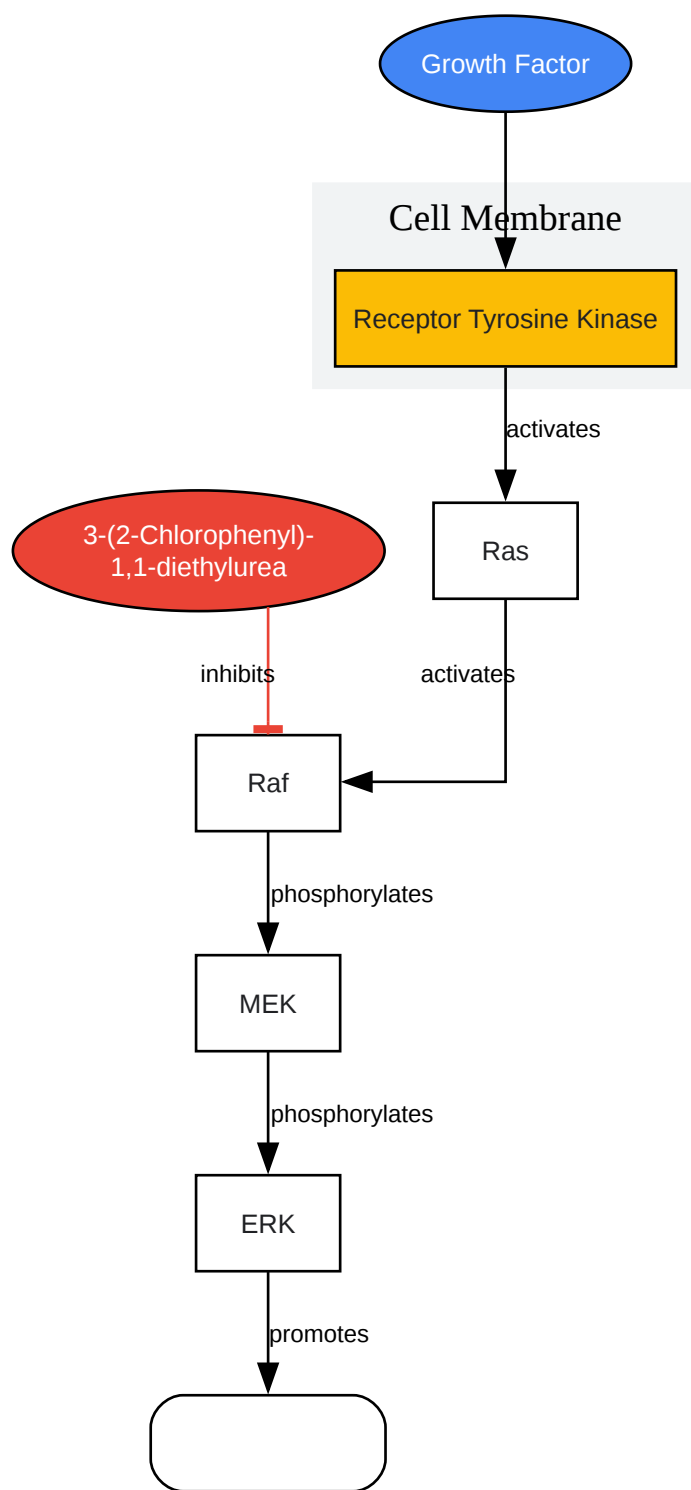 Growth Factor
Cell Membrane
Receptor Tyrosine Kinase
activates
3-(2-Chlorophenyl)-
1,1-diethylurea
Ras
inhibits
activates
Raf
phosphorylates
MEK
phosphorylates
ERK
promotes